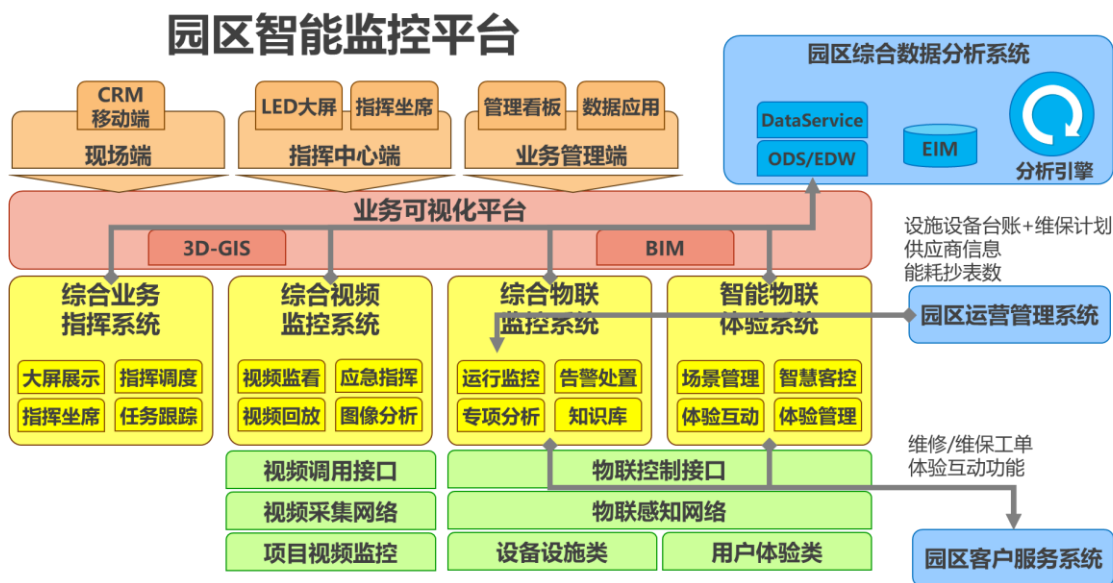 园区智能监控平台
园区综合数据分析系统
CRM
移动端
LED大屏
指挥坐席
管理看板
数据应用
现场端
指挥中心端
业务管理端
DataService
ODS/EDW
EIM
分析引擎
业务可视化平台
3D-GIS
BIM
设施设备台账+维保计划
供应商信息
能耗抄表数
综合业务
指挥系统
综合视频
监控系统
综合物联
监控系统
智能物联
体验系统
园区运营管理系统
大屏展示
指挥调度
视频监看
应急指挥
运行监控
告警处置
场景管理
智慧客控
指挥坐席
任务跟踪
视频回放
图像分析
专项分析
知识库
体验互动
体验管理
视频调用接口
物联控制接口
维修/维保工单
体验互动功能
视频采集网络
物联感知网络
项目视频监控
设备设施类
用户体验类
园区客户服务系统